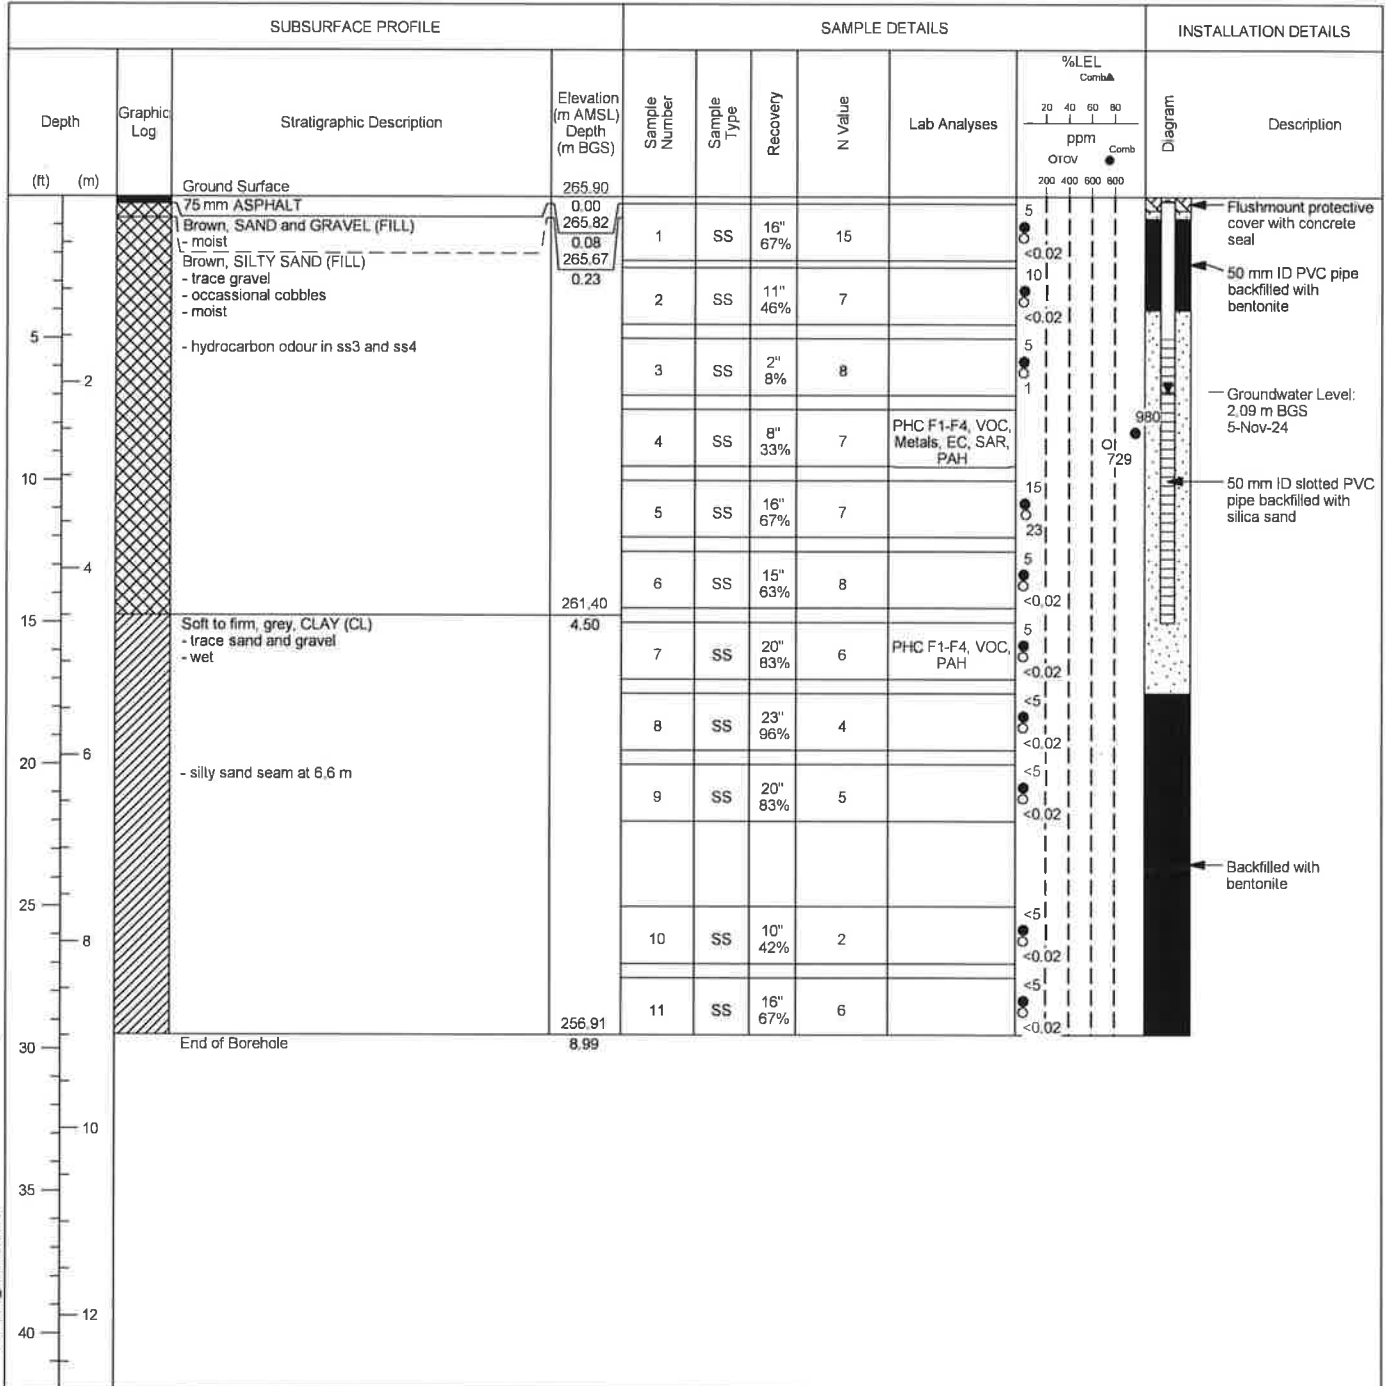 SUBSURFACE PROFILE
SAMPLE DETAILS
INSTALLATION DETAILS
Depth
(ft) (m)
Graphic
Log
Stratigraphic Description
Elevation
(m AMSL)
Depth
(m BGS)
Sample
Number
Sample
Type
Recovery
N Value
Lab Analyses
%LEL
Comb▲
20 40 60 80
ppm
OTOV
Comb
●
200 400 600 800
Diagram
Description
Ground Surface
265.90
75 mm ASPHALT
0.00
265.82
Brown, SAND and GRAVEL (FILL)
- moist
0.08
265.67
Brown, SILTY SAND (FILL)
0.23
- trace gravel
- occassional cobbles
- moist
- hydrocarbon odour in ss3 and ss4
261.40
Soft to firm, grey, CLAY (CL)
4.50
- trace sand and gravel
- wet
- silty sand seam at 6.6 m
256.91
End of Borehole
8.99
5
10
15
20
25
30
35
40
2
4
6
8
10
12
1 SS 16" 67% 15
5
<0.02
2 SS 11" 46% 7
10
<0.02
3 SS 2" 8% 8
5
1
4 SS 8" 33% 7
PHC F1-F4, VOC,
Metals, EC, SAR,
PAH
980
729
5 SS 16" 67% 7
15
23
6 SS 15" 63% 8
5
<0.02
7 SS 20" 83% 6
PHC F1-F4, VOC,
PAH
5
<0.02
8 SS 23" 96% 4
<5
<0.02
9 SS 20" 83% 5
<5
<0.02
10 SS 10" 42% 2
<5
<0.02
11 SS 16" 67% 6
<5
<0.02
Flushmount protective
cover with concrete
seal
50 mm ID PVC pipe
backfilled with
bentonite
Groundwater Level:
2.09 m BGS
5-Nov-24
50 mm ID slotted PVC
pipe backfilled with
silica sand
Backfilled with
bentonite